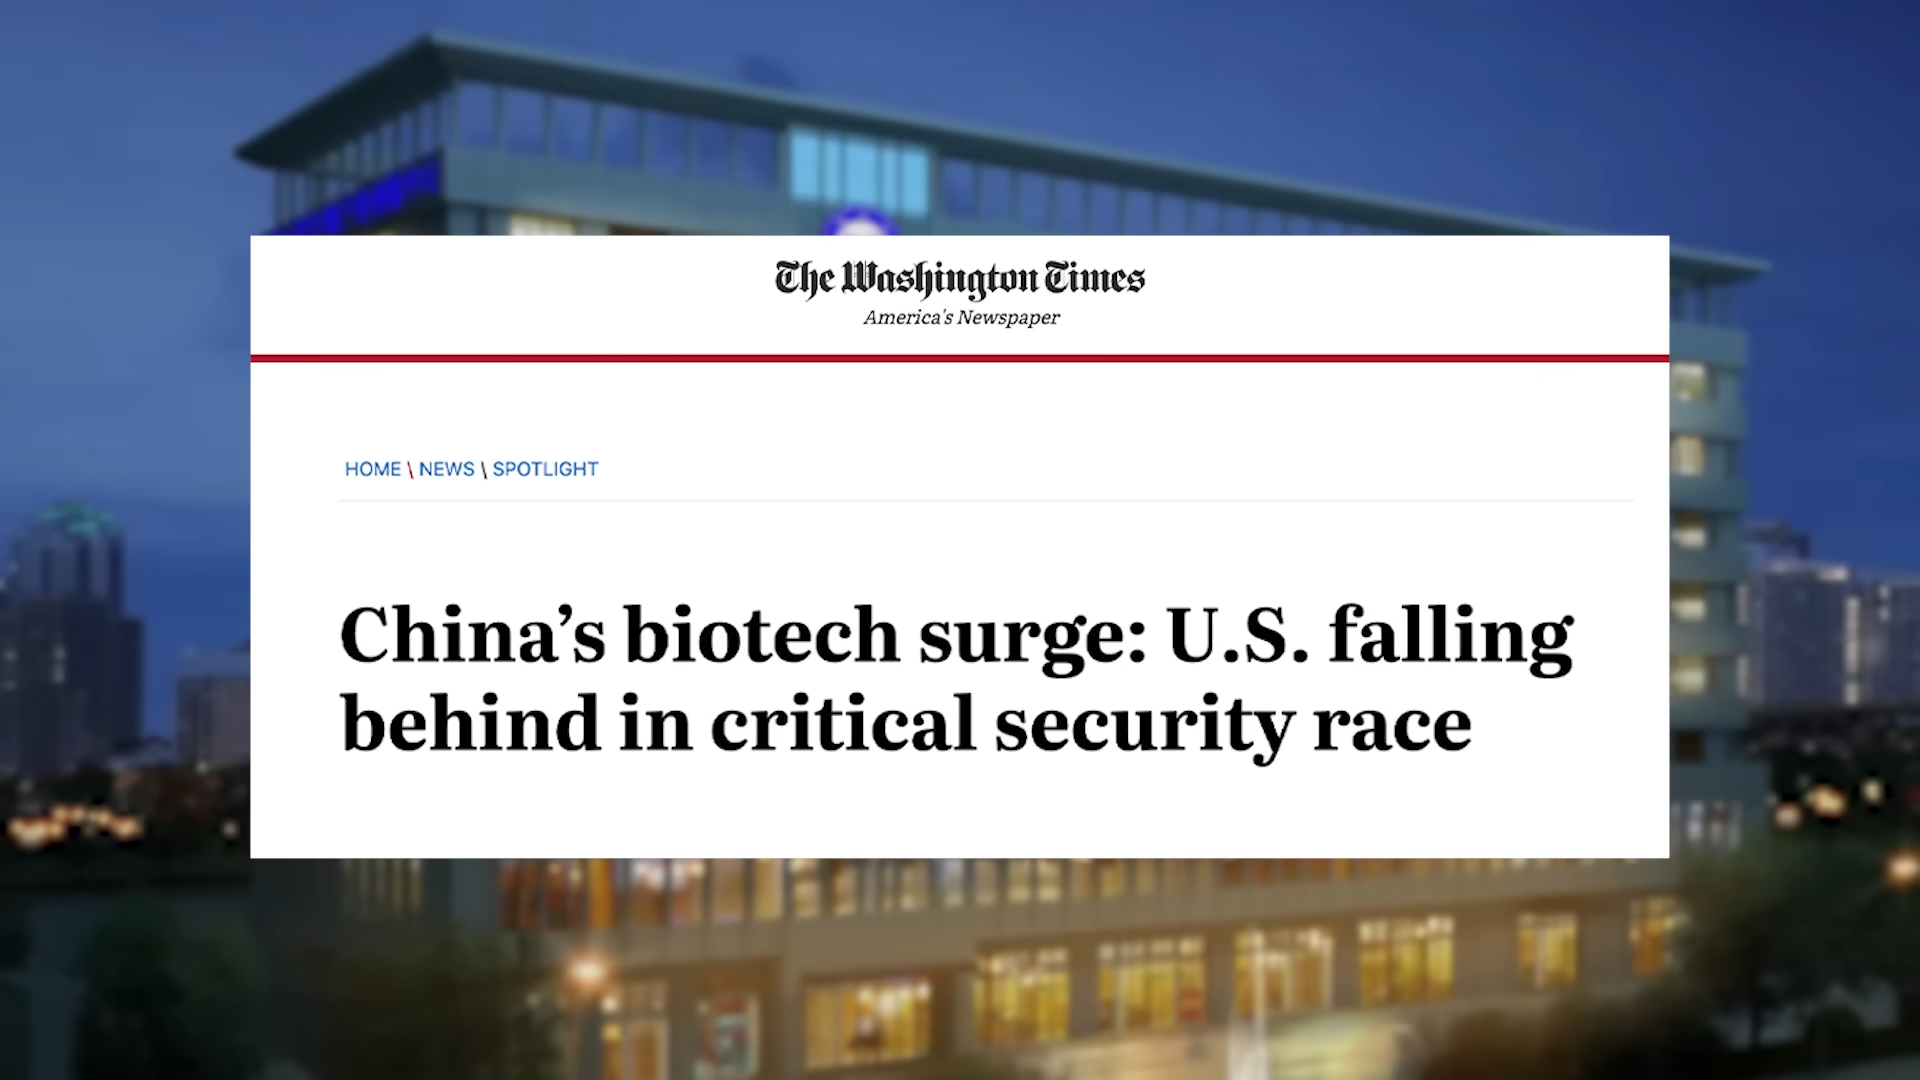 The Washington Times
America's Newspaper
HOME \ NEWS \ SPOTLIGHT
China’s biotech surge: U.S. falling
behind in critical security race